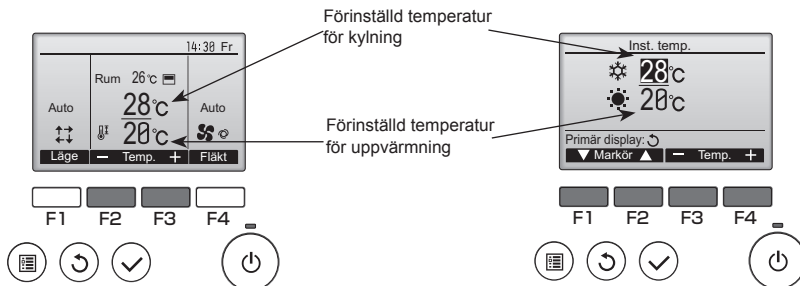 Förinställd temperatur
för kylning
14:30 Fr
Rum 26℃
Auto
28℃
Auto
20℃
Läge
− Temp. +
Fläkt
F1
F2
F3
F4
Förinställd temperatur
för uppvärmning
Inst. temp.
28℃
20℃
Primär display:
▼ Markör ▲
− Temp. +
F1
F2
F3
F4